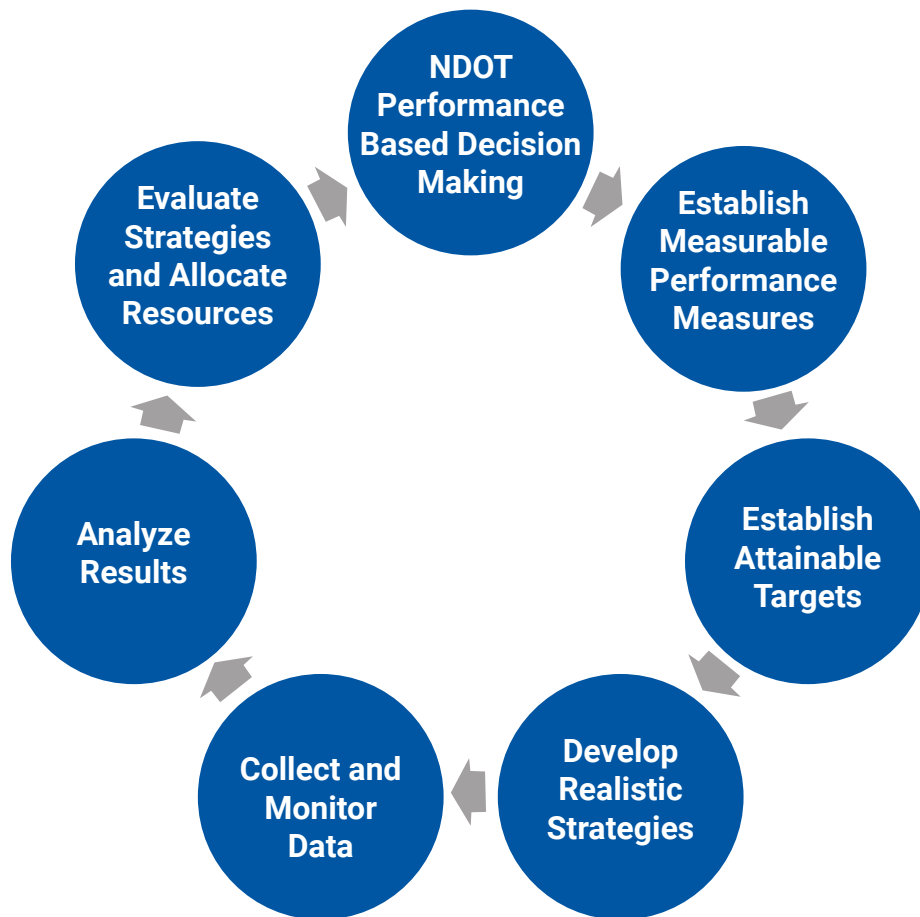 NDOT
Performance
Based Decision
Making
Establish
Measurable
Performance
Measures
Establish
Attainable
Targets
Develop
Realistic
Strategies
Collect and
Monitor
Data
Analyze
Results
Evaluate
Strategies
and Allocate
Resources